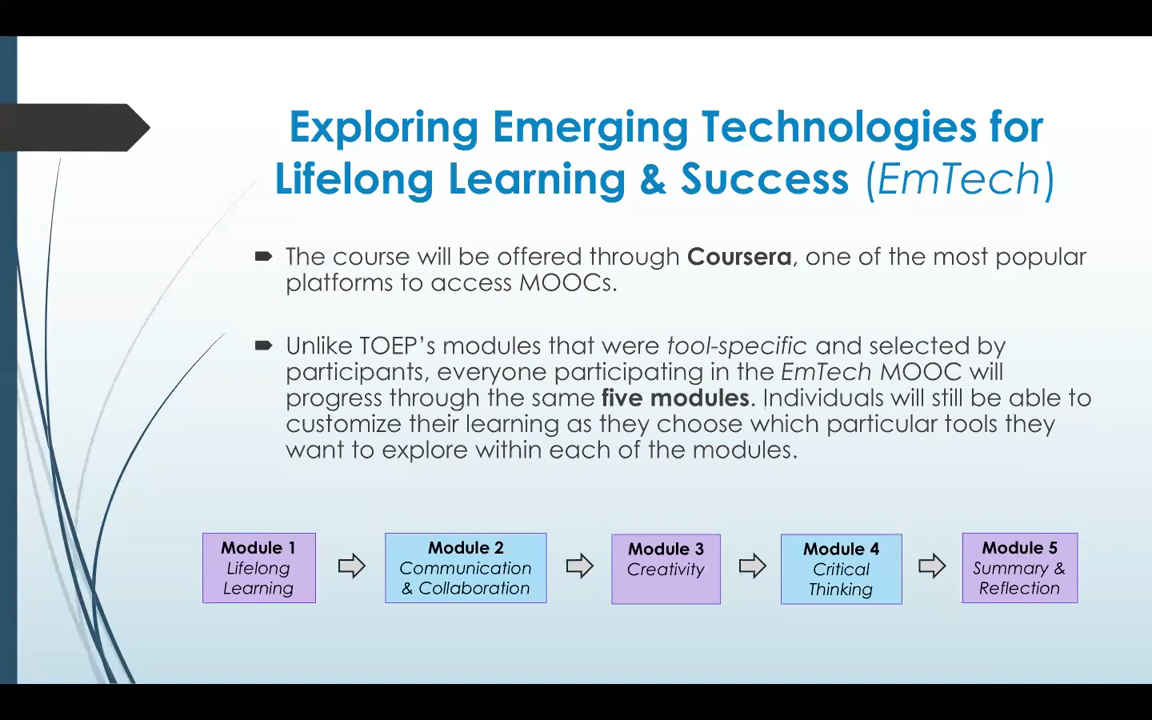 Exploring Emerging Technologies for
Lifelong Learning & Success (EmTech)
The course will be offered through Coursera, one of the most popular
platforms to access MOOCs.
Unlike TOEP’s modules that were tool-specific and selected by
participants, everyone participating in the EmTech MOOC will
progress through the same five modules. Individuals will still be able to
customize their learning as they choose which particular tools they
want to explore within each of the modules.
Module 1
Lifelong
Learning
Module 2
Communication
& Collaboration
Module 3
Creativity
Module 4
Critical
Thinking
Module 5
Summary &
Reflection